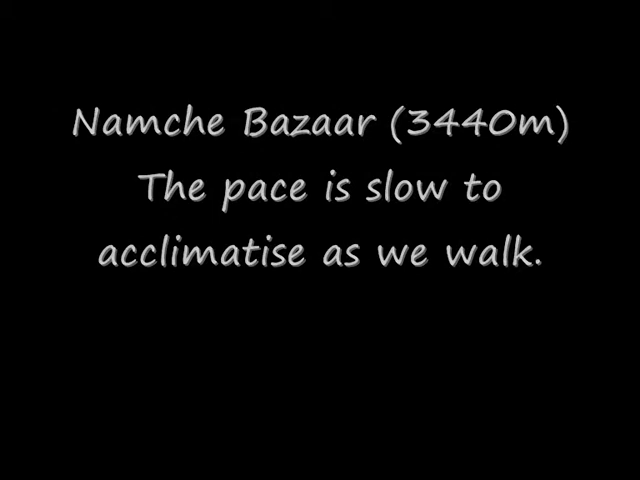 Namche Bazaar (3440m)
The pace is slow to
acclimatise as we walk.